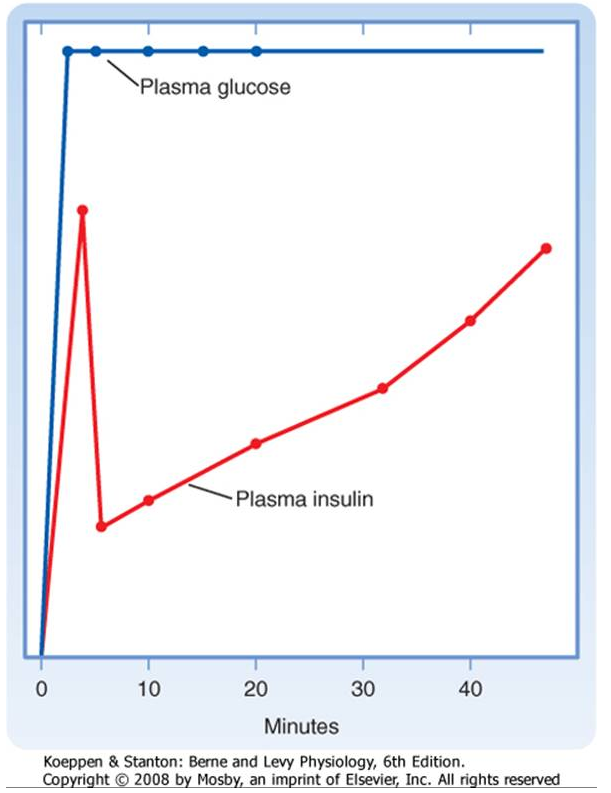 Plasma glucose
Plasma insulin
0 10 20 30 40
Minutes
Koeppen & Stanton: Berne and Levy Physiology, 6th Edition.
Copyright © 2008 by Mosby, an imprint of Elsevier, Inc. All rights reserved